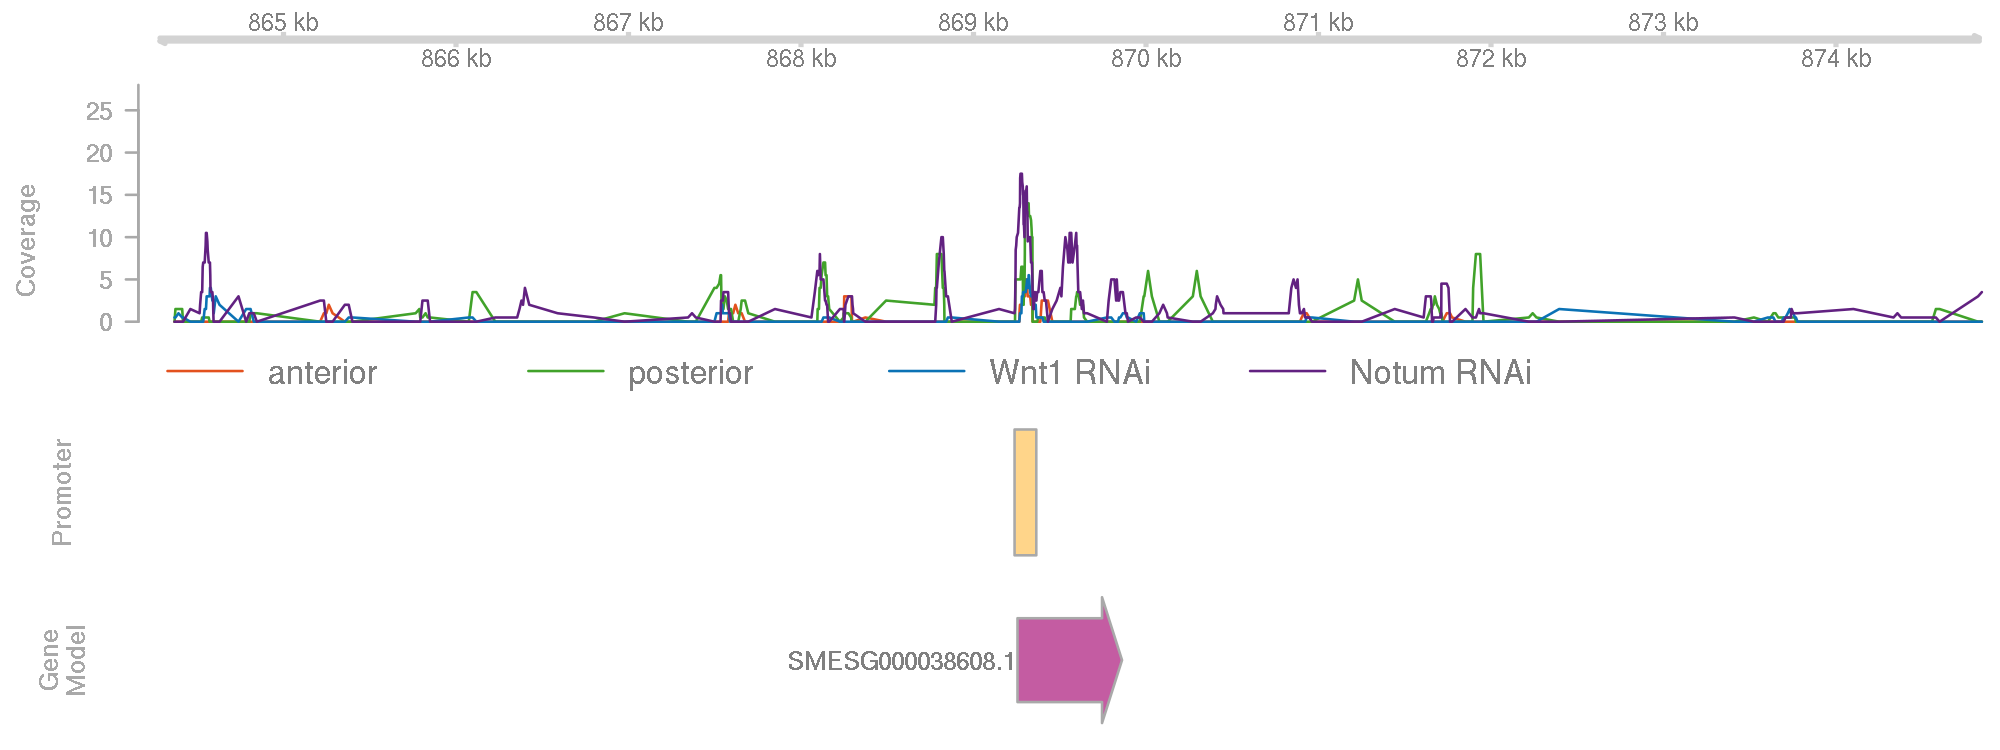 865 kb 867 kb 869 kb 871 kb 873 kb
866 kb 868 kb 870 kb 872 kb 874 kb
Coverage
25
20
15
10
5
0
anterior posterior Wnt1 RNAi Notum RNAi
Promoter
Gene
Model
SMESG000038608.1